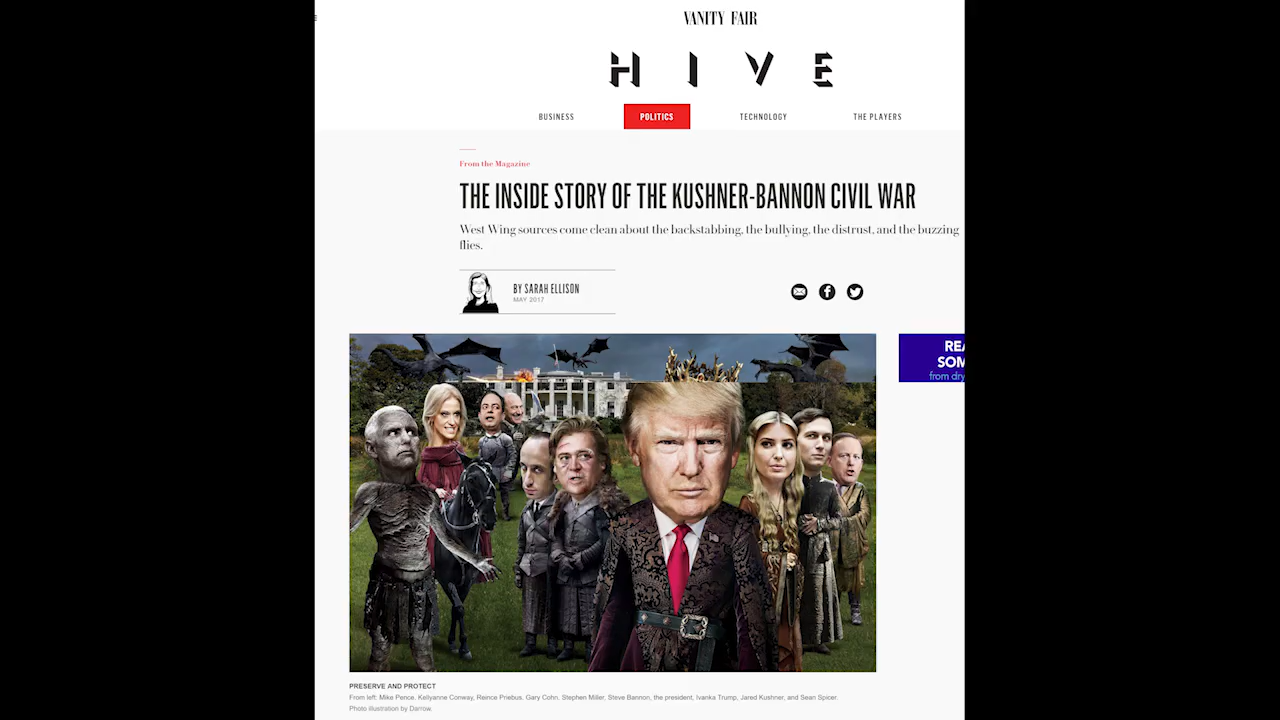 VANITY FAIR
HIVE
BUSINESS POLITICS TECHNOLOGY THE PLAYERS
From the Magazine
THE INSIDE STORY OF THE KUSHNER-BANNON CIVIL WAR
West Wing sources come clean about the backstabbing, the bullying, the distrust, and the buzzing
flies.
BY SARAH ELLISON
MAY 2017
SOM
from dry
PRESERVE AND PROTECT
From left: Mike Pence, Kellyanne Conway, Reince Priebus, Gary Cohn, Stephen Miller, Steve Bannon, the president, Ivanka Trump, Jared Kushner, and Sean Spicer.
Photo illustration by Darrow.